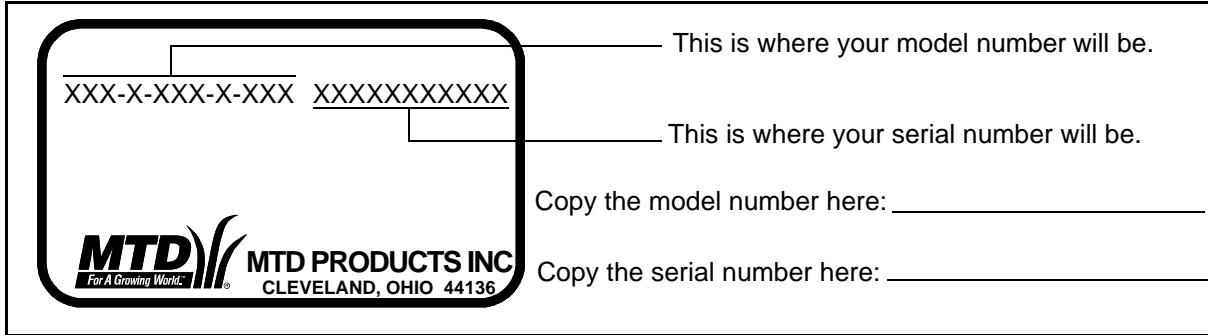 This is where your model number will be.
XXX-X-XXX-X-XXX XXXXXXXXXXX
This is where your serial number will be.
Copy the model number here:
MTD
For A Growing World.™
®
MTD PRODUCTS INC
CLEVELAND, OHIO 44136
Copy the serial number here: